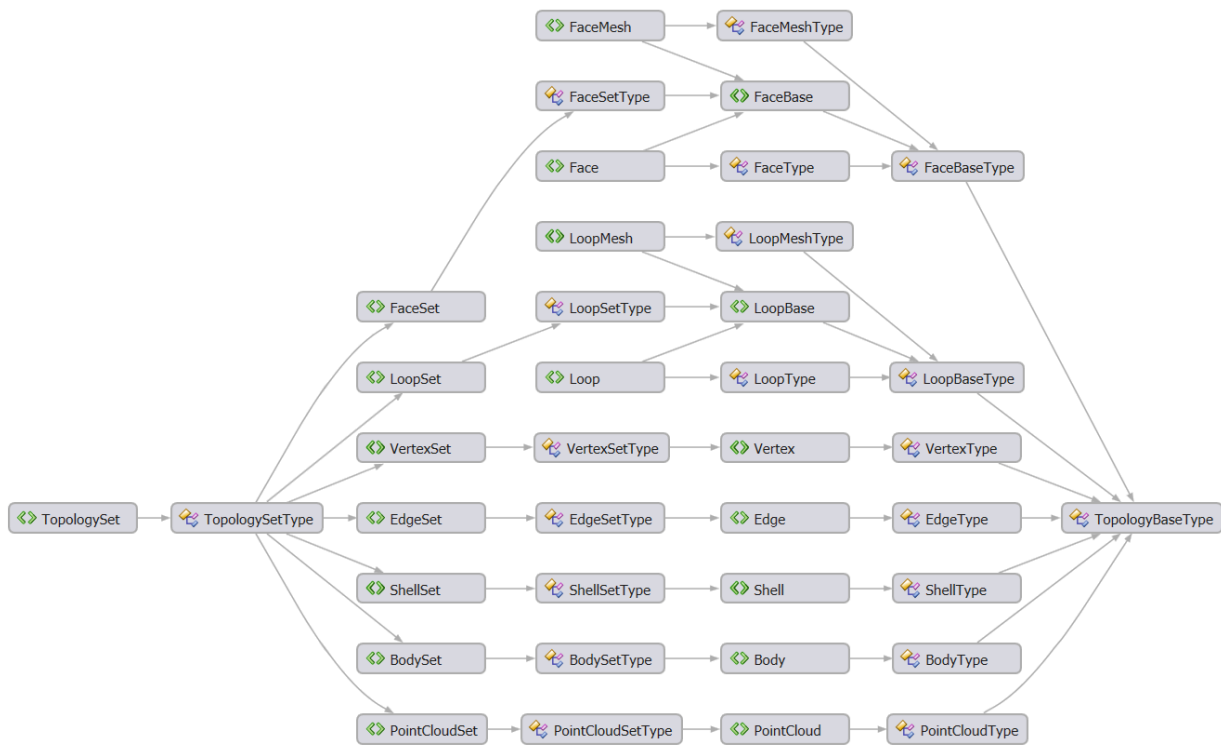 FaceMesh
FaceMeshType
FaceSetType
FaceBase
Face
FaceType
FaceBaseType
LoopMesh
LoopMeshType
FaceSet
LoopSetType
LoopBase
LoopSet
Loop
LoopType
LoopBaseType
VertexSet
VertexSetType
Vertex
VertexType
TopologySet
TopologySetType
EdgeSet
EdgeSetType
Edge
EdgeType
TopologyBaseType
ShellSet
ShellSetType
Shell
ShellType
BodySet
BodySetType
Body
BodyType
PointCloudSet
PointCloudSetType
PointCloud
PointCloudType